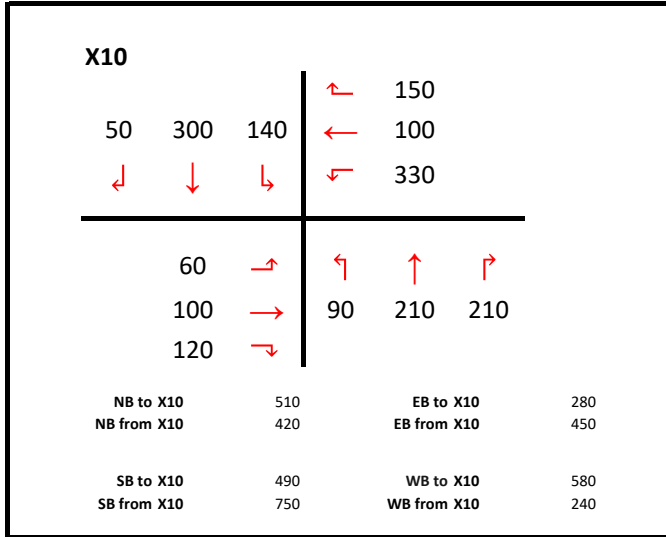 X10
150
50 300 140 100
330
60
100 90 210 210
120
NB to X10 510 EB to X10 280
NB from X10 420 EB from X10 450
SB to X10 490 WB to X10 580
SB from X10 750 WB from X10 240